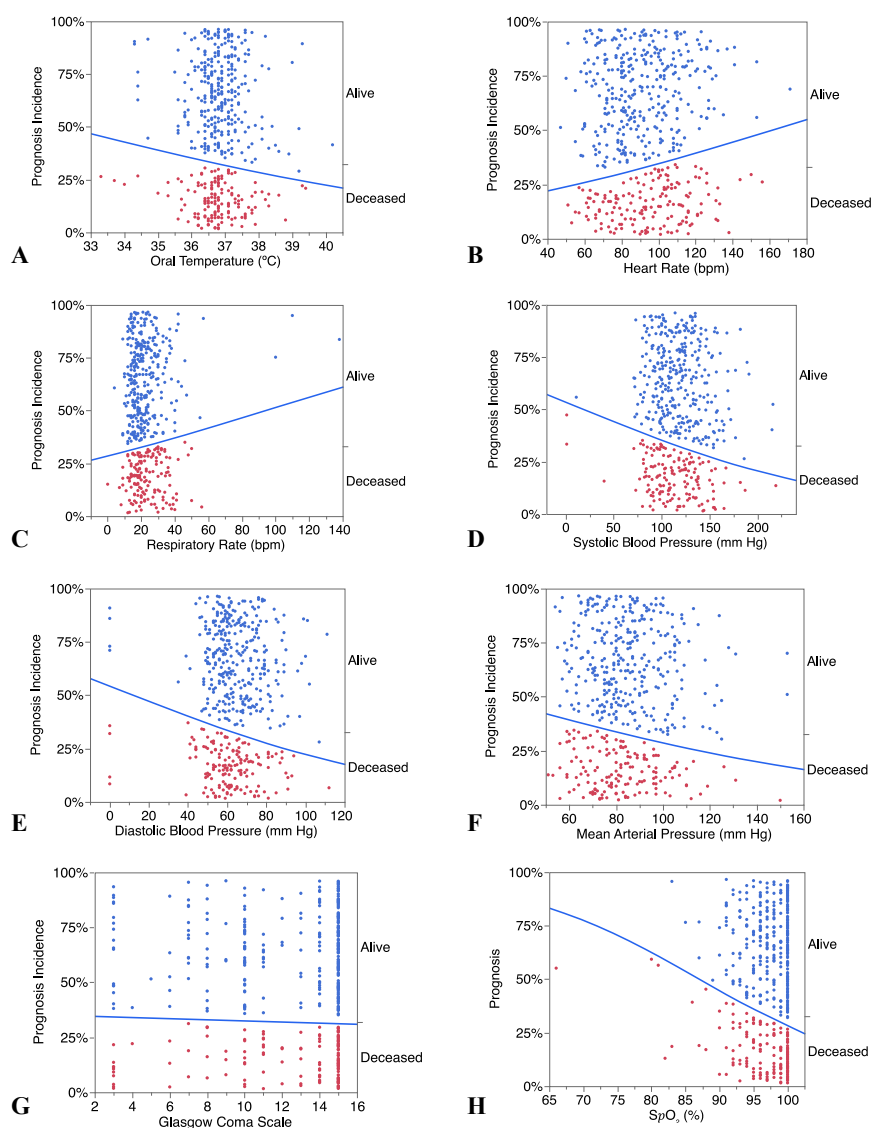 100%
75%
50%
25%
0%
Prognosis Incidence
Alive
Deceased
33 34 35 36 37 38 39 40
Oral Temperature (ºC)
A
100%
75%
50%
25%
0%
Prognosis Incidence
Alive
Deceased
40 60 80 100 120 140 160 180
Heart Rate (bpm)
B
100%
75%
50%
25%
0%
Prognosis Incidence
Alive
Deceased
0 20 40 60 80 100 120 140
Respiratory Rate (bpm)
C
100%
75%
50%
25%
0%
Prognosis Incidence
Alive
Deceased
0 50 100 150 200
Systolic Blood Pressure (mm Hg)
D
100%
75%
50%
25%
0%
Prognosis Incidence
Alive
Deceased
0 20 40 60 80 100 120
Diastolic Blood Pressure (mm Hg)
E
100%
75%
50%
25%
0%
Prognosis Incidence
Alive
Deceased
60 80 100 120 140 160
Mean Arterial Pressure (mm Hg)
F
100%
75%
50%
25%
0%
Prognosis Incidence
Alive
Deceased
2 4 6 8 10 12 14 16
Glasgow Coma Scale
G
100%
75%
50%
25%
0%
Prognosis
Alive
Deceased
65 70 75 80 85 90 95 100
SpO₂ (%)
H